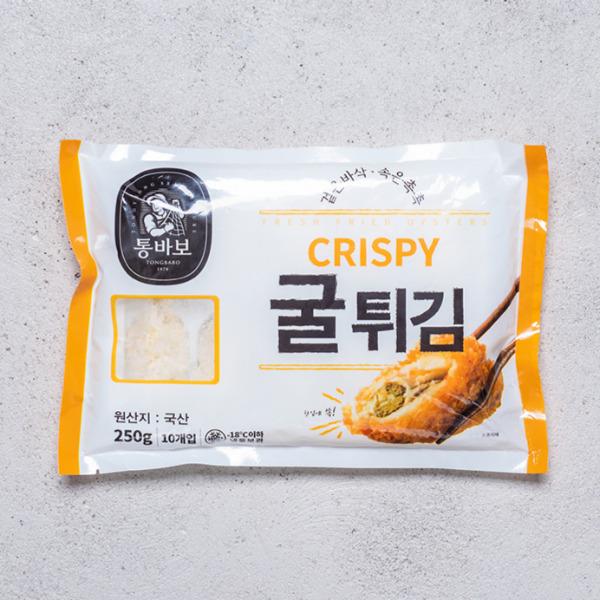 통바보
TONGBABO
1979
겉은바삭·속은촉촉
FRESH FRIED OYSTERS
CRISPY
굴튀김
원산지 : 국산
250g 10개입
-18℃이하
냉동보관